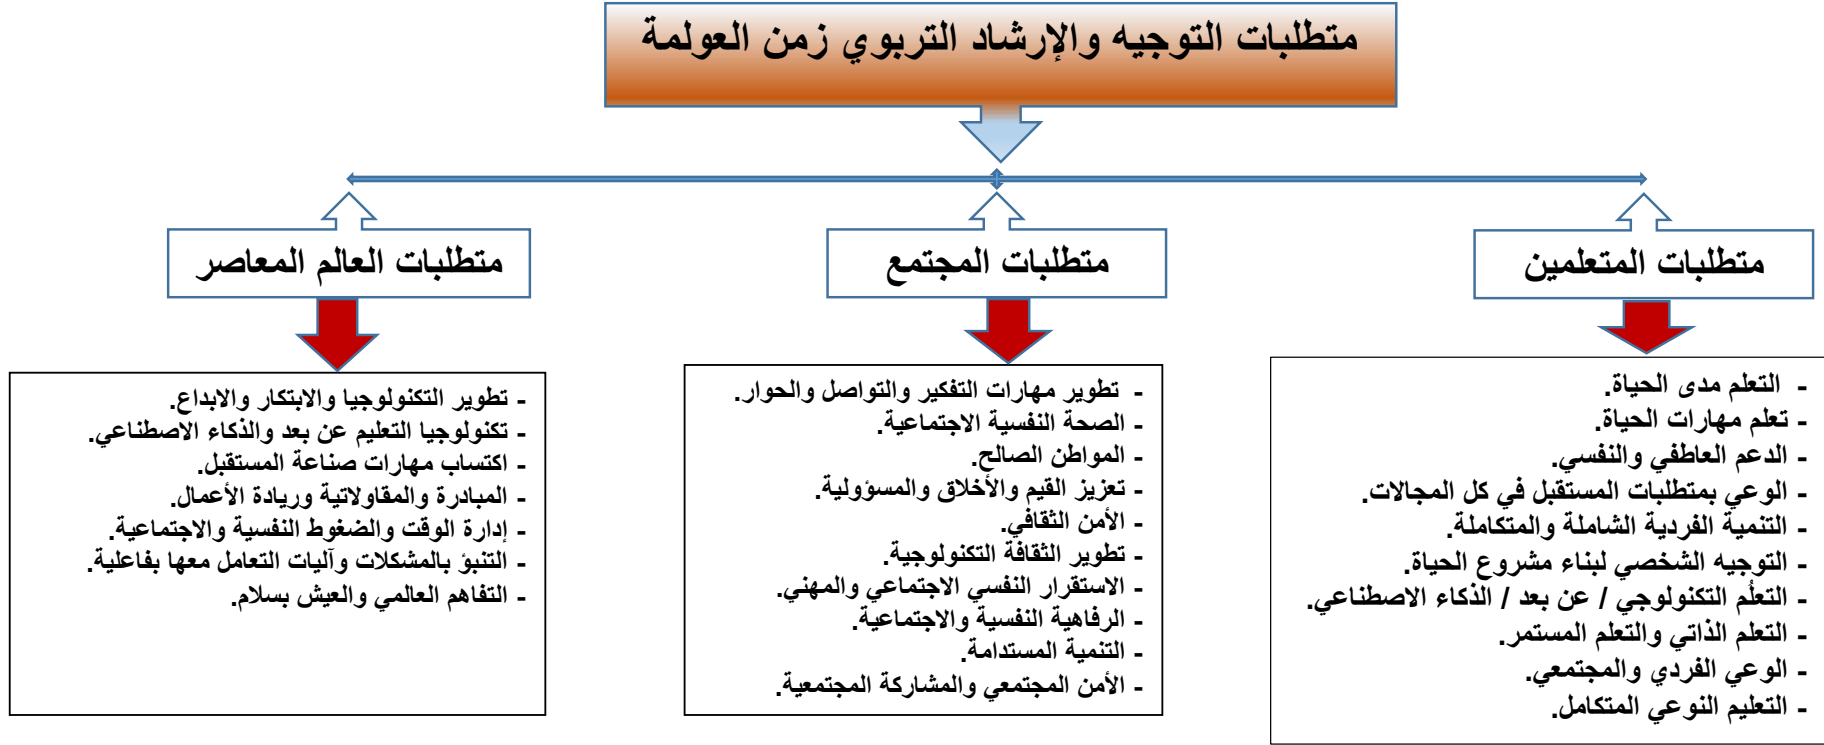 متطلبات التوجيه والإرشاد التربوي زمن العولمة
متطلبات المتعلمين
- التعلم مدى الحياة.
- تعلم مهارات الحياة.
- الدعم العاطفي والنفسي.
- الوعي بمتطلبات المستقبل في كل المجالات.
- التنمية الفردية الشاملة والمتكاملة.
- التوجيه الشخصي لبناء مشروع الحياة.
- التعلُم التكنولوجي / عن بعد / الذكاء الاصطناعي.
- التعلم الذاتي والتعلم المستمر.
- الوعي الفردي والمجتمعي.
- التعليم النوعي المتكامل.
متطلبات المجتمع
- تطوير مهارات التفكير والتواصل والحوار.
- الصحة النفسية الاجتماعية.
- المواطن الصالح.
- تعزيز القيم والأخلاق والمسؤولية.
- الأمن الثقافي.
- تطوير الثقافة التكنولوجية.
- الاستقرار النفسي الاجتماعي والمهني.
- الرفاهية النفسية والاجتماعية.
- التنمية المستدامة.
- الأمن المجتمعي والمشاركة المجتمعية.
متطلبات العالم المعاصر
- تطوير التكنولوجيا والابتكار والابداع.
- تكنولوجيا التعليم عن بعد والذكاء الاصطناعي.
- اكتساب مهارات صناعة المستقبل.
- المبادرة والمقاولاتية وريادة الأعمال.
- إدارة الوقت والضغوط النفسية والاجتماعية.
- التنبؤ بالمشكلات وآليات التعامل معها بفاعلية.
- التفاهم العالمي والعيش بسلام.